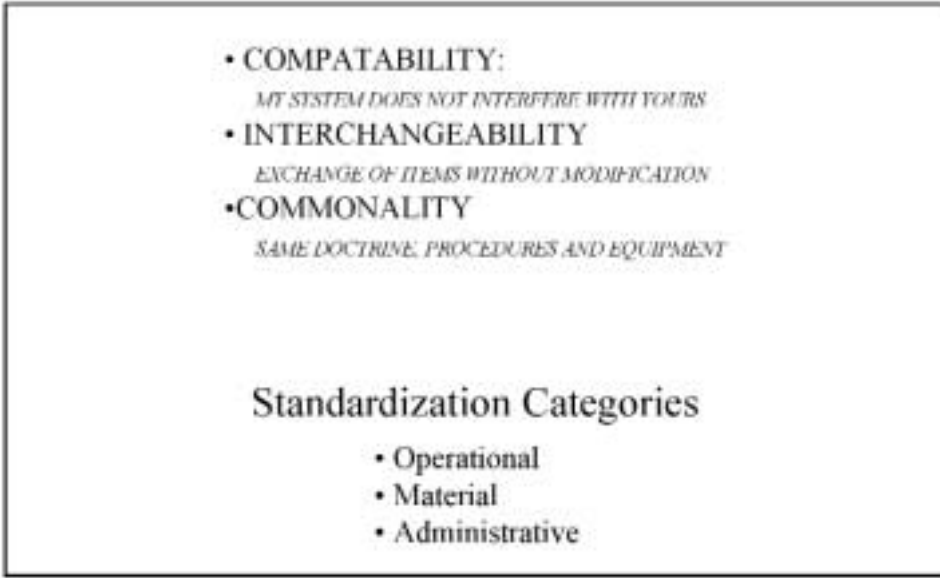 • COMPATABILITY:
MY SYSTEM DOES NOT INTERFERE WITH YOURS
• INTERCHANGEABILITY
EXCHANGE OF ITEMS WITHOUT MODIFICATION
•COMMONALITY
SAME DOCTRINE, PROCEDURES AND EQUIPMENT
Standardization Categories
• Operational
• Material
• Administrative